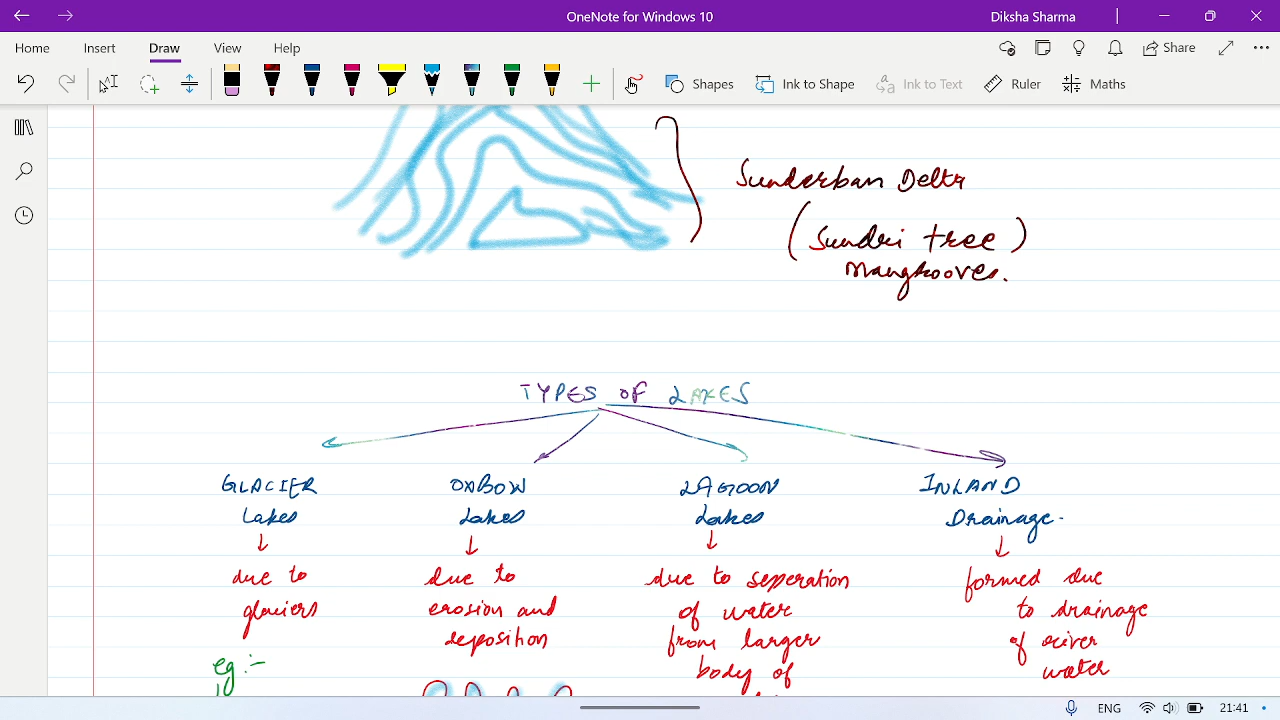 OneNote for Windows 10
Diksha Sharma
Home Insert Draw View Help
Share
Shapes Ink to Shape Ink to Text Ruler Maths
Sundarban Delta
(Sundri tree)
Mangrooves.
TYPES OF LAKES
GLACIER Lakes
OXBOW Lakes
LAGOON Lakes
INLAND Drainage.
due to
glaciers
eg :-
due to
erosion and
deposition
due to seperation
of water
from larger
body of
formed due
to drainage
of river
water
ENG
21:41